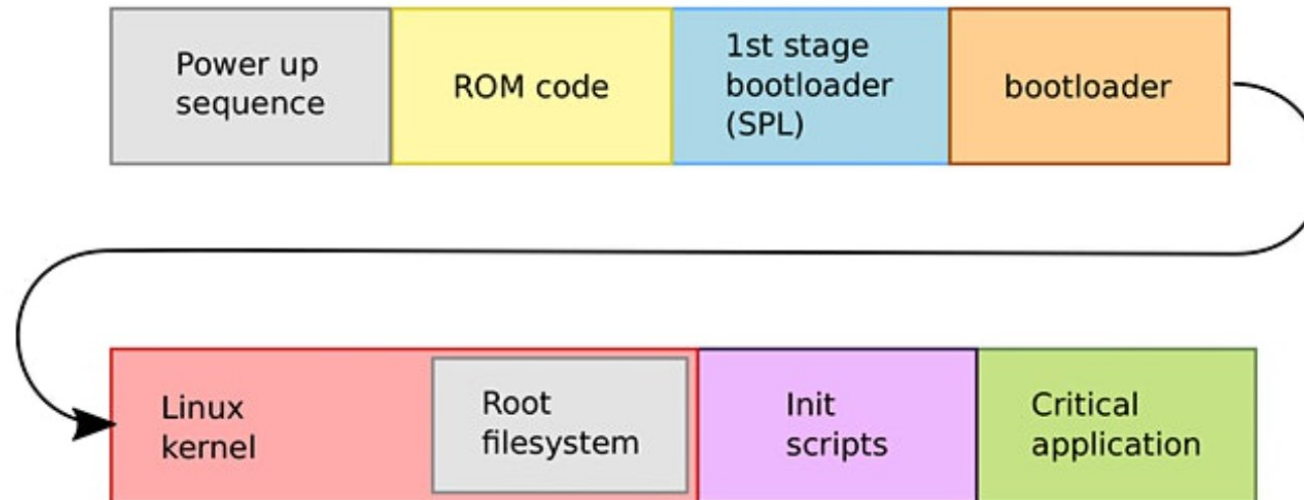 Power up
sequence
ROM code
1st stage
bootloader
(SPL)
bootloader
Linux
kernel
Root
filesystem
Init
scripts
Critical
application